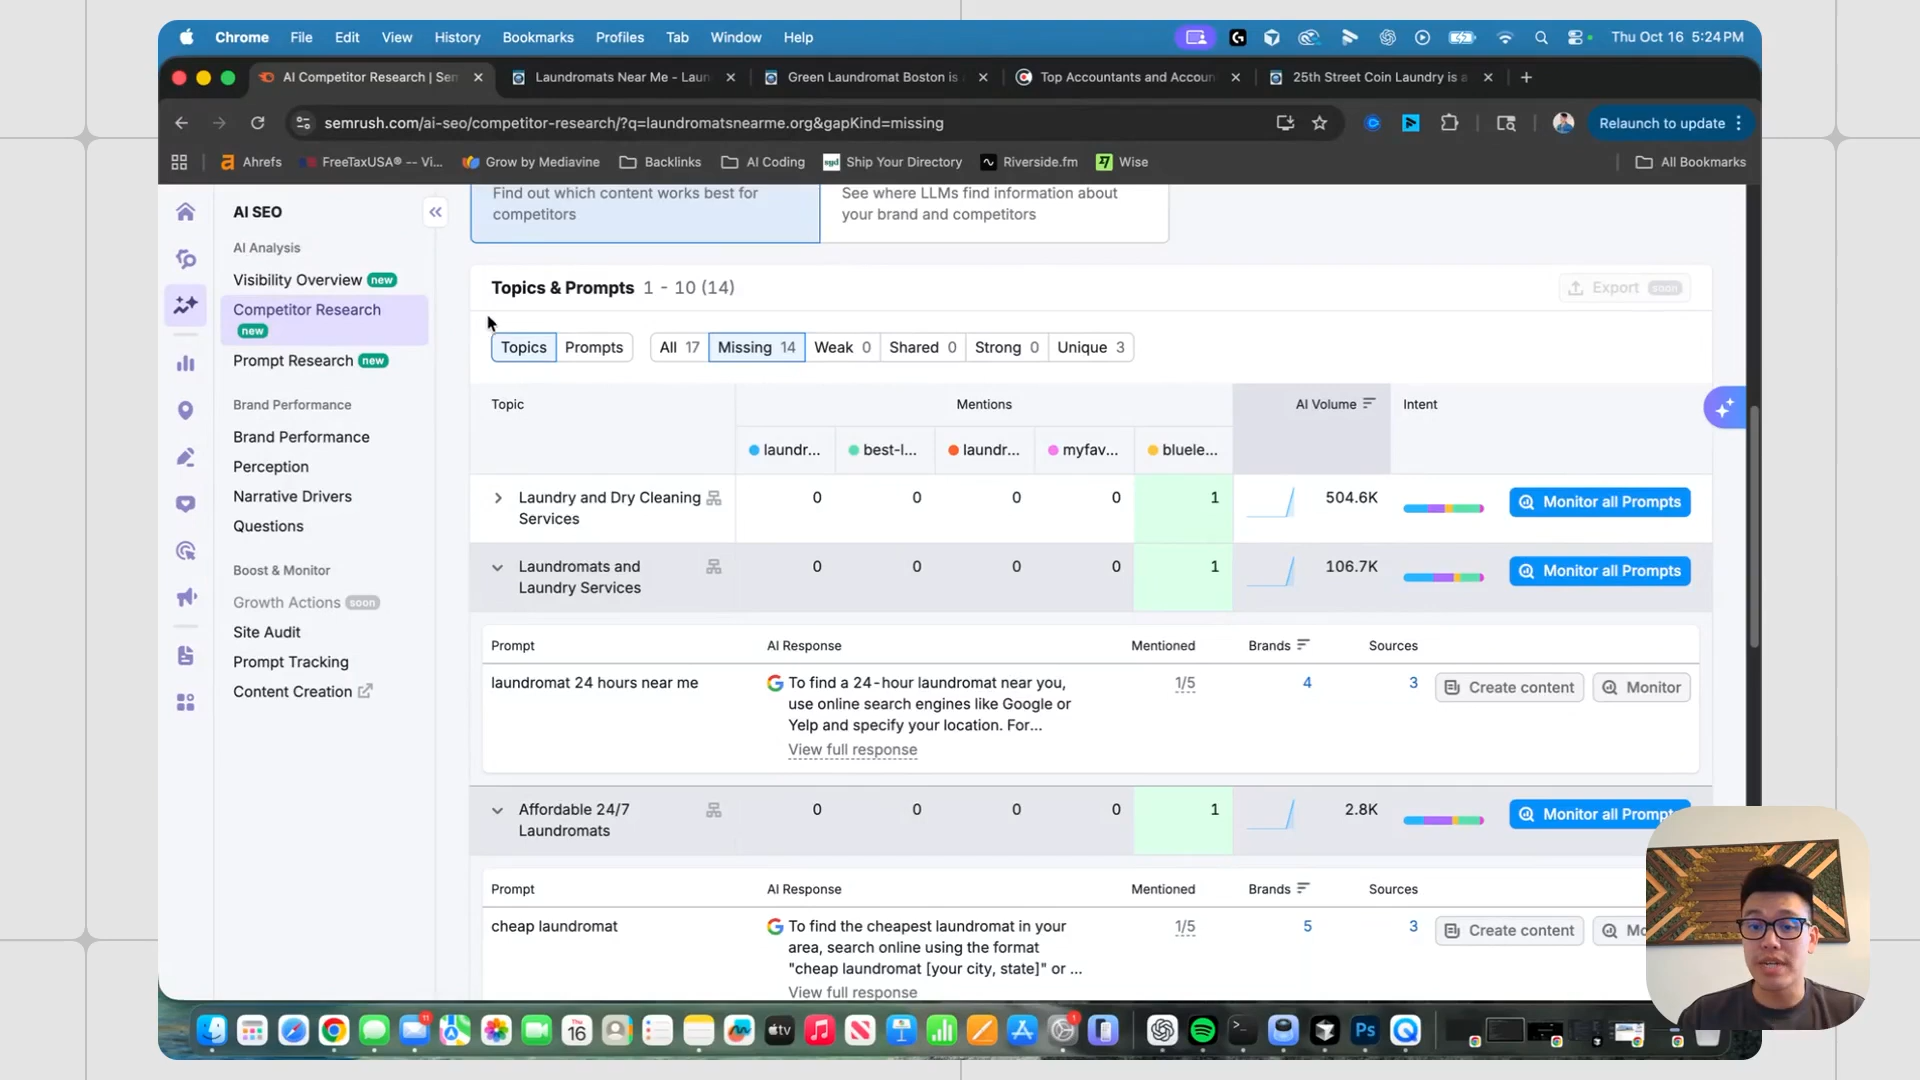 Chrome File Edit View History Bookmarks Profiles Tab Window Help Thu Oct 16 5:24 PM
AI Competitor Research | Sem Laundromats Near Me - Laun Green Laundromat Boston is Top Accountants and Accoun 25th Street Coin Laundry is a
semrush.com/ai-seo/competitor-research/?q=laundromatsnearme.org&gapKind=missing Relaunch to update
Ahrefs FreeTaxUSA® -- Vi... Grow by Mediavine Backlinks AI Coding syd Ship Your Directory Riverside.fm Wise All Bookmarks
AI SEO
AI Analysis
Visibility Overview new
Competitor Research
new
Prompt Research new
Brand Performance
Brand Performance
Perception
Narrative Drivers
Questions
Boost & Monitor
Growth Actions soon
Site Audit
Prompt Tracking
Content Creation
Find out which content works best for
competitors
See where LLMs find information about
your brand and competitors
Topics & Prompts 1 - 10 (14)
Export soon
Topics Prompts All 17 Missing 14 Weak 0 Shared 0 Strong 0 Unique 3
Topic Mentions AI Volume Intent
laundr... best-l... laundr... myfav... bluele...
Laundry and Dry Cleaning
Services
0 0 0 0 1 504.6K Monitor all Prompts
Laundromats and
Laundry Services
0 0 0 0 1 106.7K Monitor all Prompts
Prompt AI Response Mentioned Brands Sources
laundromat 24 hours near me
To find a 24-hour laundromat near you,
use online search engines like Google or
Yelp and specify your location. For...
View full response
1/5 4 3 Create content Monitor
Affordable 24/7
Laundromats
0 0 0 0 1 2.8K Monitor all Prompts
Prompt AI Response Mentioned Brands Sources
cheap laundromat
To find the cheapest laundromat in your
area, search online using the format
"cheap laundromat [your city, state]" or ...
View full response
1/5 5 3 Create content Mo
11
THU
16
tv
1
Ps